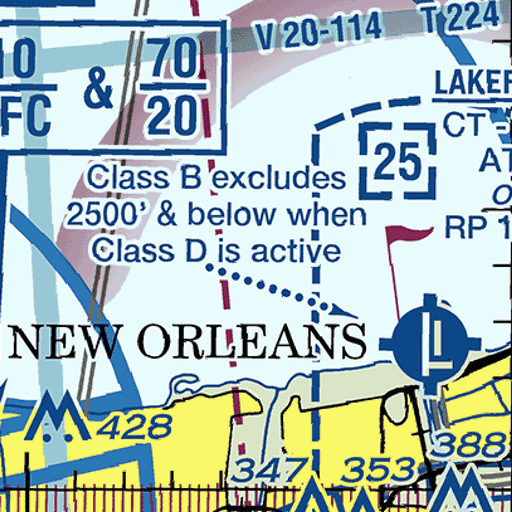 V 20-114 T 224
10 & 70
FC 20
LAKEF
CT
AT
25
RP 1
Class B excludes
2500' & below when
Class D is active
NEW ORLEANS
428
347 353 388